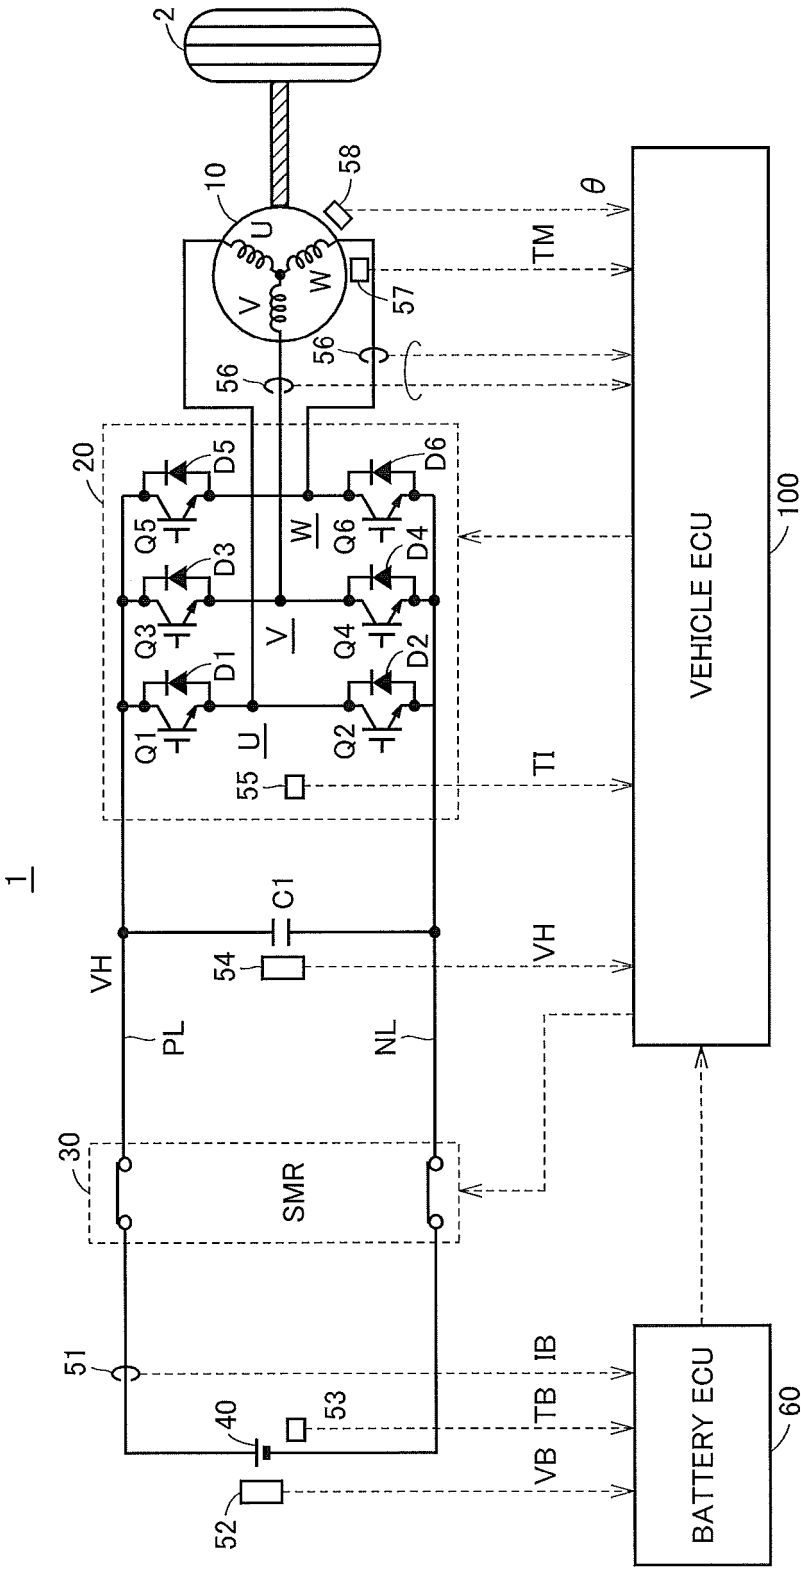 1
2
10
58
U
V
W
57
56
56
θ
TM
20
Q5
D5
Q3
D3
Q1
D1
W
V
U
Q6
D6
Q4
D4
Q2
D2
55
TI
VH
C1
54
VH
PL
NL
30
SMR
51
40
53
52
IB
TB
VB
VEHICLE ECU
100
BATTERY ECU
60